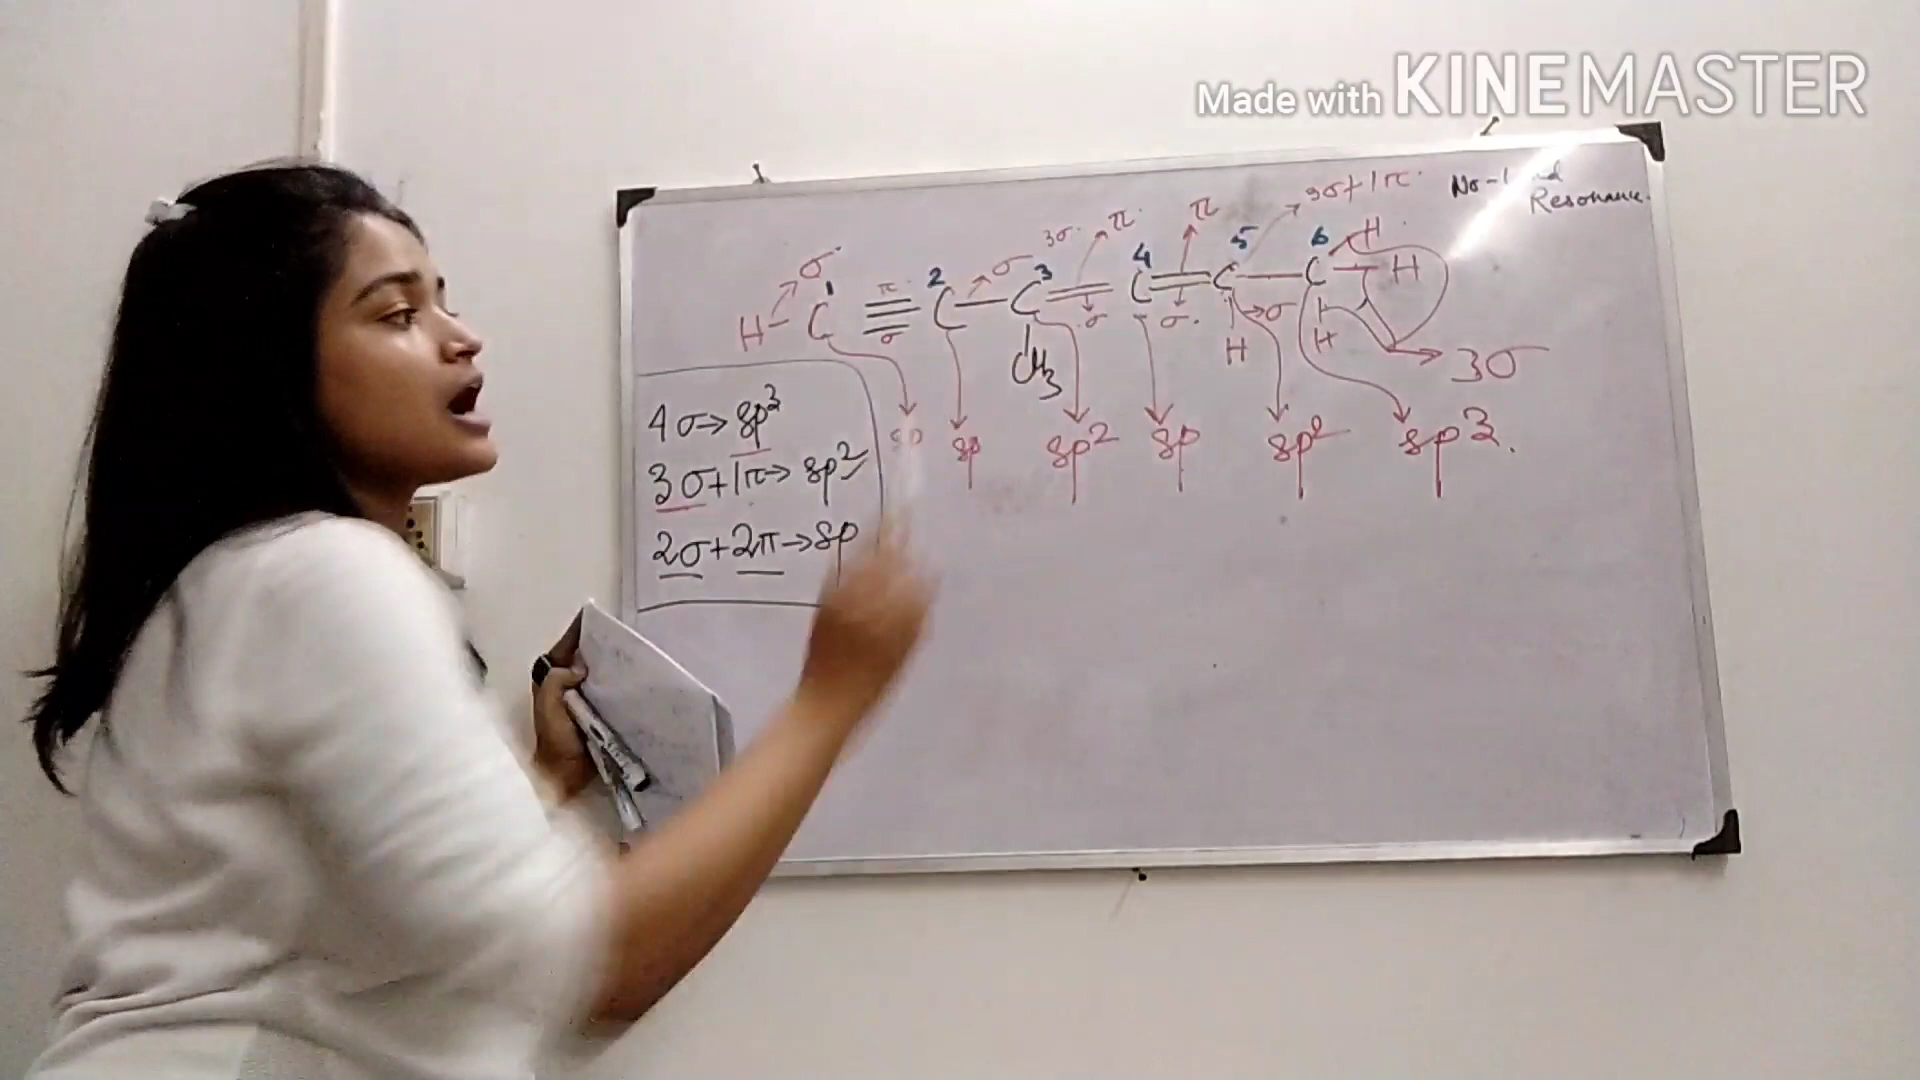 Made with KINEMASTER
No-
Resonance.
3σ+1π.
π
π
3σ.
σ
σ
H
1 2 3 4 5 6
H-C≡C-C=C=C-C-H
π
σ
σ
σ.
σ
H
H
CH3
3σ
sp sp sp2 sp sp2 sp3.
4σ→sp3
3σ+1π→sp2
2σ+2π→sp